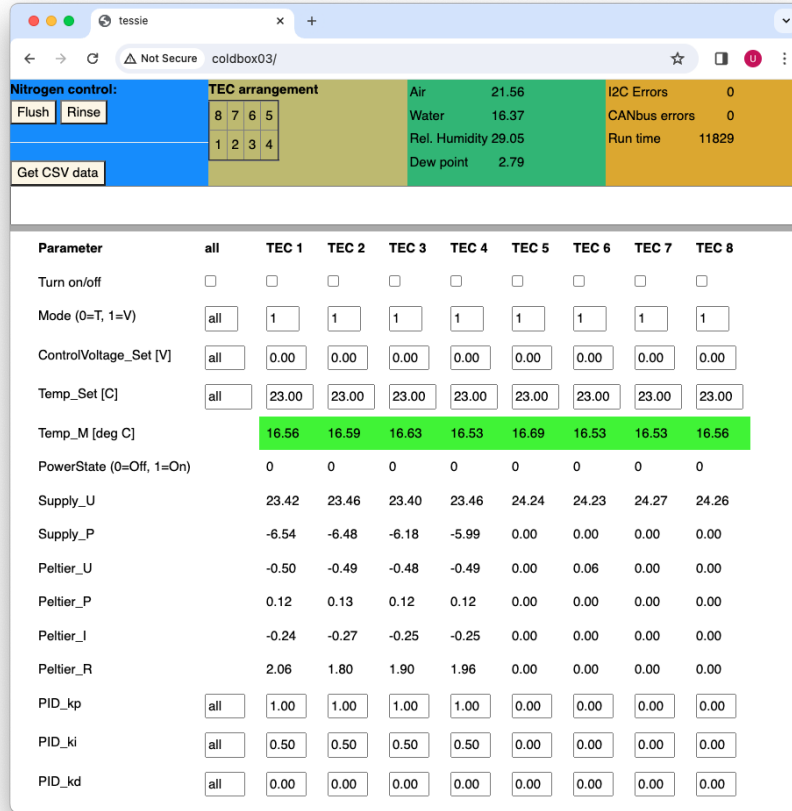 tessie
Not Secure coldbox03/
U
Nitrogen control:
Flush Rinse
Get CSV data
TEC arrangement
8 7 6 5
1 2 3 4
Air 21.56
Water 16.37
Rel. Humidity 29.05
Dew point 2.79
I2C Errors 0
CANbus errors 0
Run time 11829
Parameter all TEC 1 TEC 2 TEC 3 TEC 4 TEC 5 TEC 6 TEC 7 TEC 8
Turn on/off
Mode (0=T, 1=V) all 1 1 1 1 1 1 1 1
ControlVoltage_Set [V] all 0.00 0.00 0.00 0.00 0.00 0.00 0.00 0.00
Temp_Set [C] all 23.00 23.00 23.00 23.00 23.00 23.00 23.00 23.00
Temp_M [deg C] 16.56 16.59 16.63 16.53 16.69 16.53 16.53 16.56
PowerState (0=Off, 1=On) 0 0 0 0 0 0 0 0
Supply_U 23.42 23.46 23.40 23.46 24.24 24.23 24.27 24.26
Supply_P -6.54 -6.48 -6.18 -5.99 0.00 0.00 0.00 0.00
Peltier_U -0.50 -0.49 -0.48 -0.49 0.00 0.06 0.00 0.00
Peltier_P 0.12 0.13 0.12 0.12 0.00 0.00 0.00 0.00
Peltier_I -0.24 -0.27 -0.25 -0.25 0.00 0.00 0.00 0.00
Peltier_R 2.06 1.80 1.90 1.96 0.00 0.00 0.00 0.00
PID_kp all 1.00 1.00 1.00 1.00 0.00 0.00 0.00 0.00
PID_ki all 0.50 0.50 0.50 0.50 0.00 0.00 0.00 0.00
PID_kd all 0.00 0.00 0.00 0.00 0.00 0.00 0.00 0.00